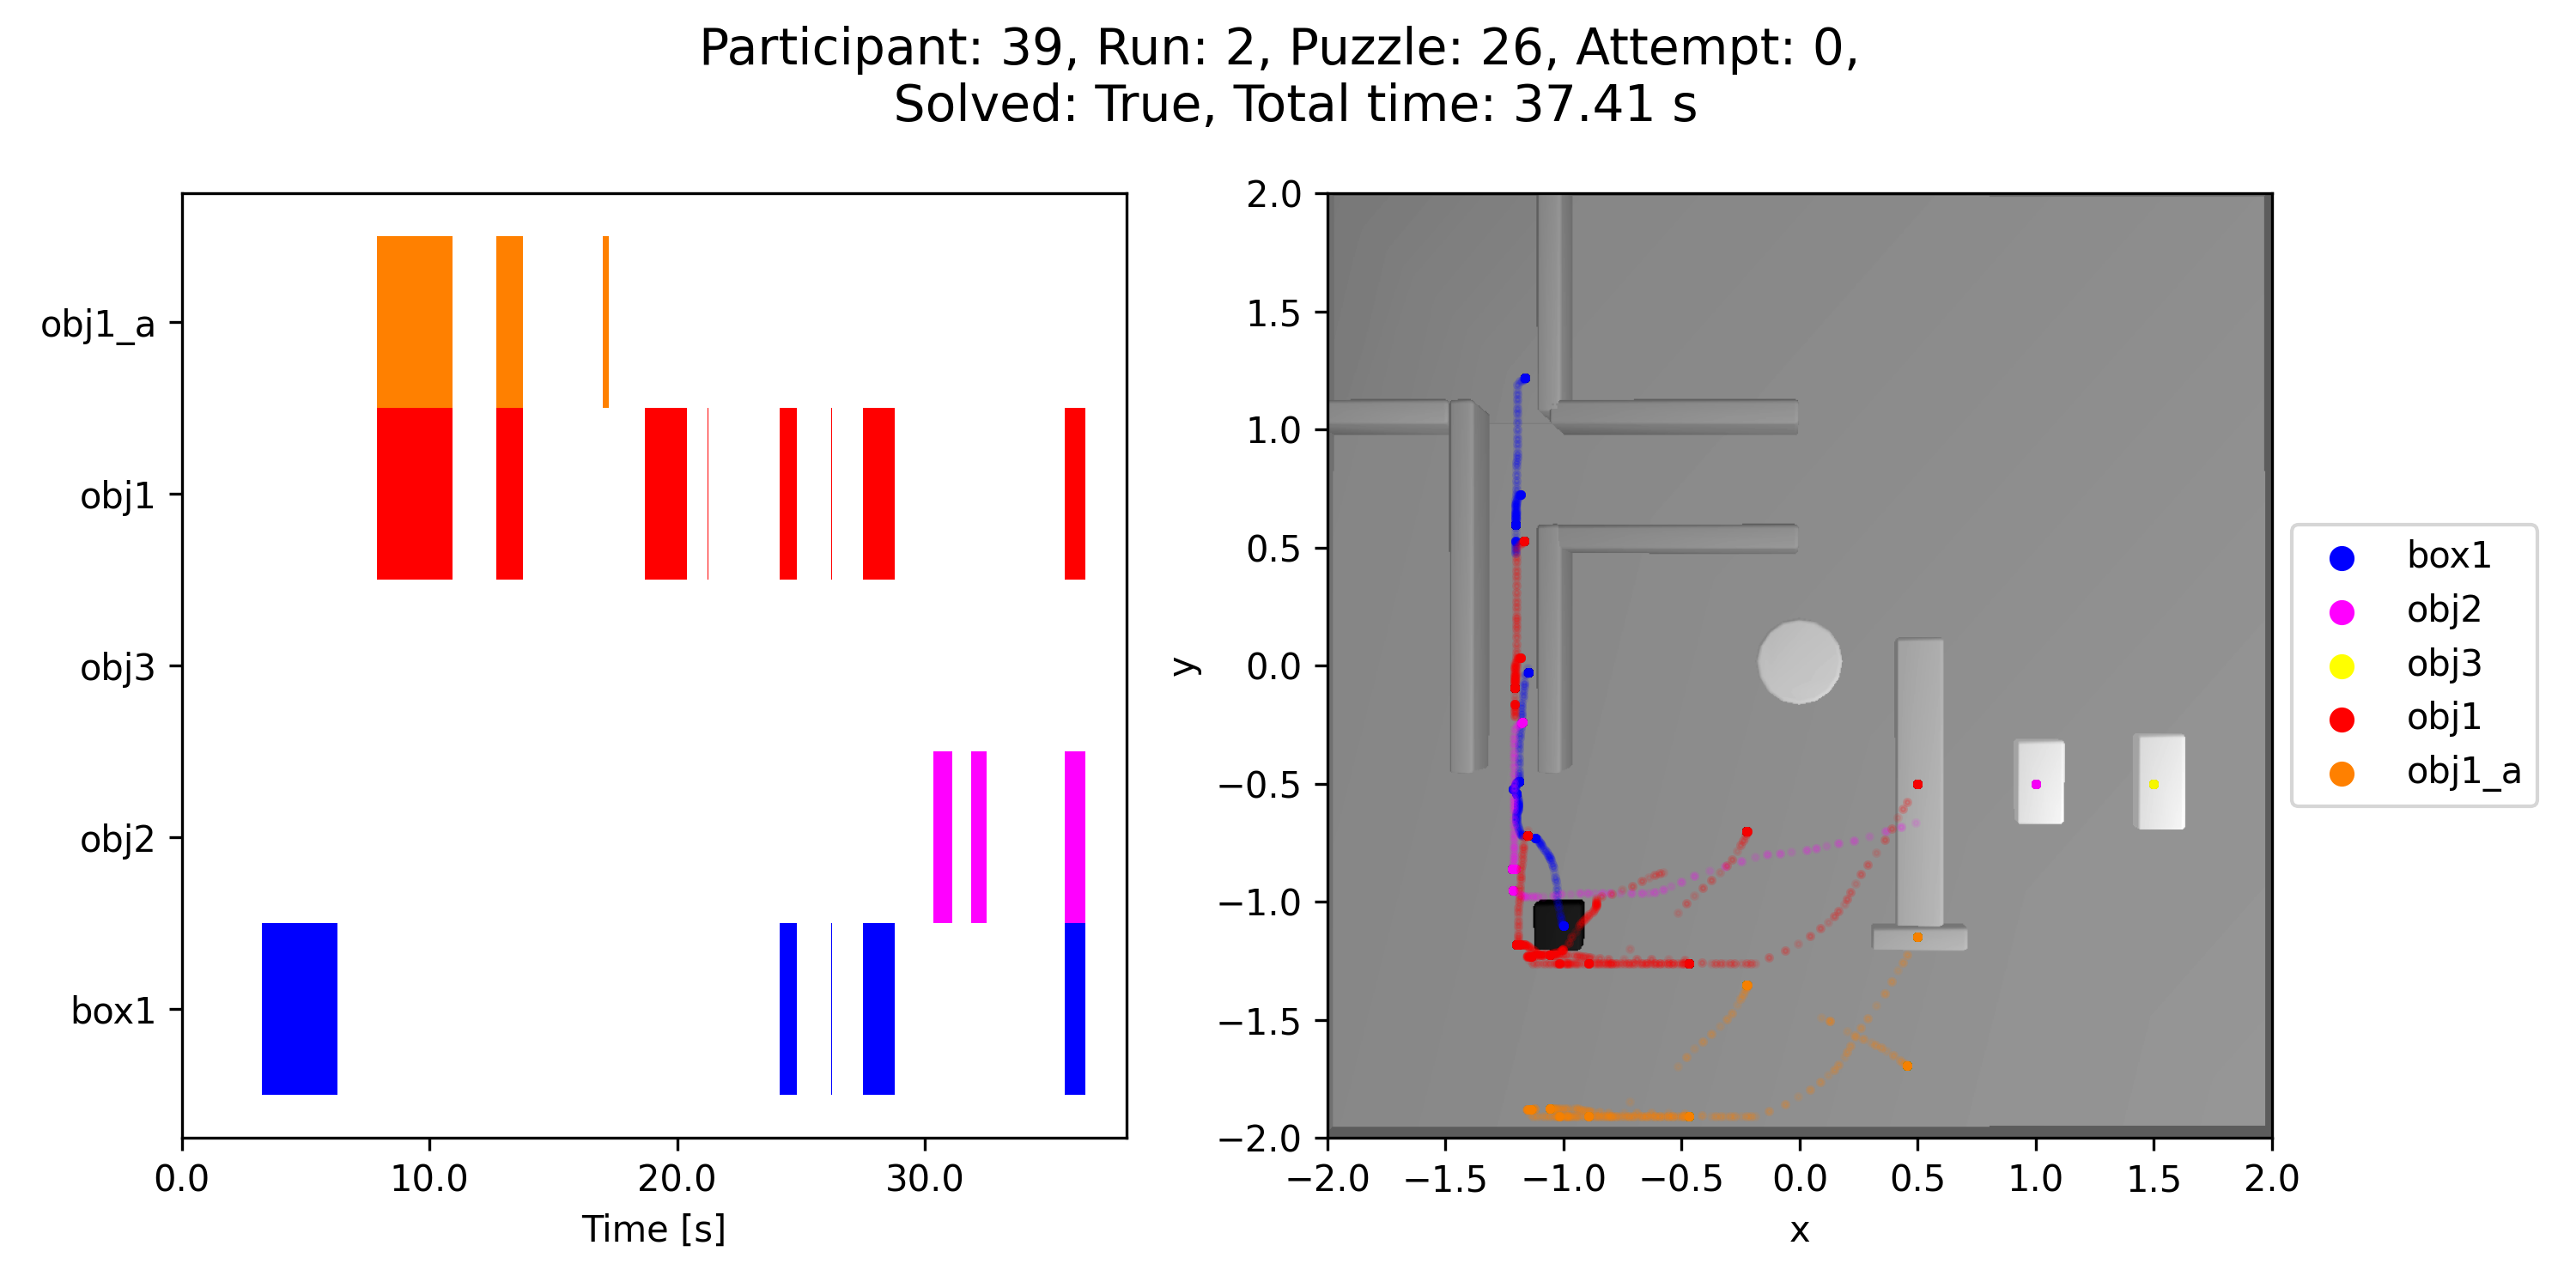 Participant: 39, Run: 2, Puzzle: 26, Attempt: 0,
Solved: True, Total time: 37.41 s
obj1_a
obj1
obj3
obj2
box1
0.0 10.0 20.0 30.0
Time [s]
2.0
1.5
1.0
0.5
0.0
−0.5
−1.0
−1.5
−2.0
y
−2.0 −1.5 −1.0 −0.5 0.0 0.5 1.0 1.5 2.0
x
box1
obj2
obj3
obj1
obj1_a